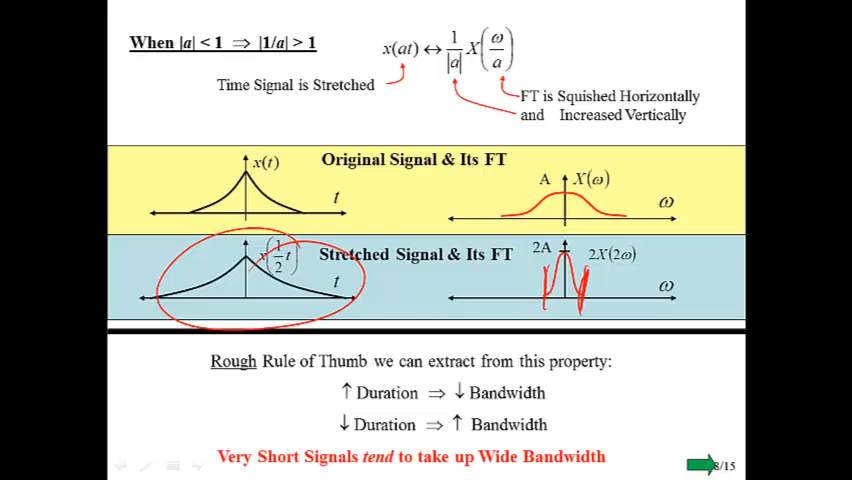 When |a| < 1 ⇒ |1/a| > 1
x(at) ↔ 1/|a| X(ω/a)
Time Signal is Stretched
FT is Squished Horizontally
and Increased Vertically
Original Signal & Its FT
x(t)
t
A X(ω)
ω
Stretched Signal & Its FT
x(1/2 t)
t
2A 2X(2ω)
ω
Rough Rule of Thumb we can extract from this property:
↑ Duration ⇒ ↓ Bandwidth
↓ Duration ⇒ ↑ Bandwidth
Very Short Signals tend to take up Wide Bandwidth
8/15